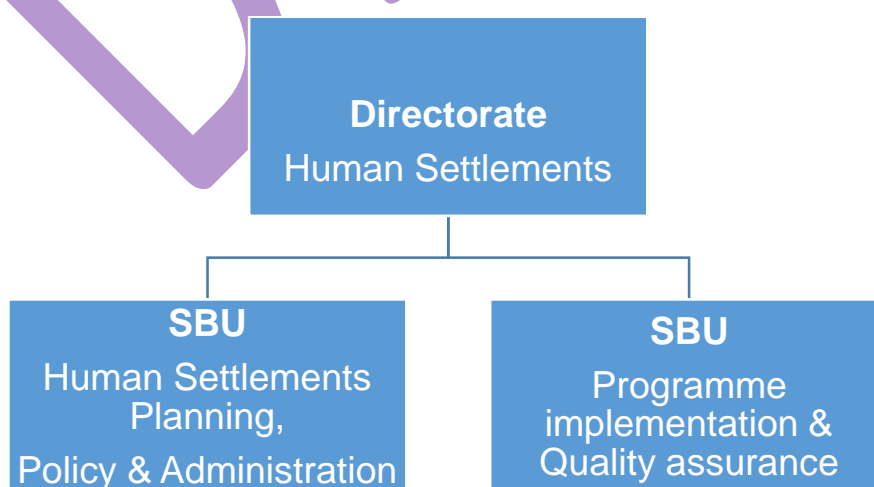 Directorate
Human Settlements
SBU
Human Settlements
Planning,
Policy & Administration
SBU
Programme
implementation &
Quality assurance